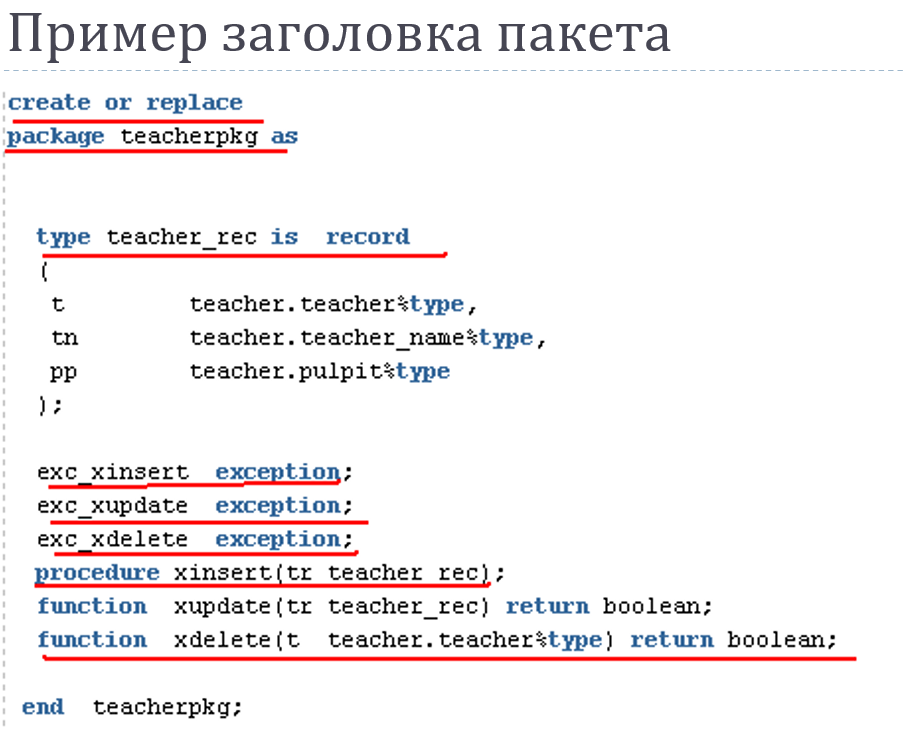 Пример заголовка пакета
create or replace
package teacherpkg as
type teacher_rec is record
(
t teacher.teacher%type,
tn teacher.teacher_name%type,
pp teacher.pulpit%type
);
exc_xinsert exception;
exc_xupdate exception;
exc_xdelete exception;
procedure xinsert(tr teacher_rec);
function xupdate(tr teacher_rec) return boolean;
function xdelete(t teacher.teacher%type) return boolean;
end teacherpkg;